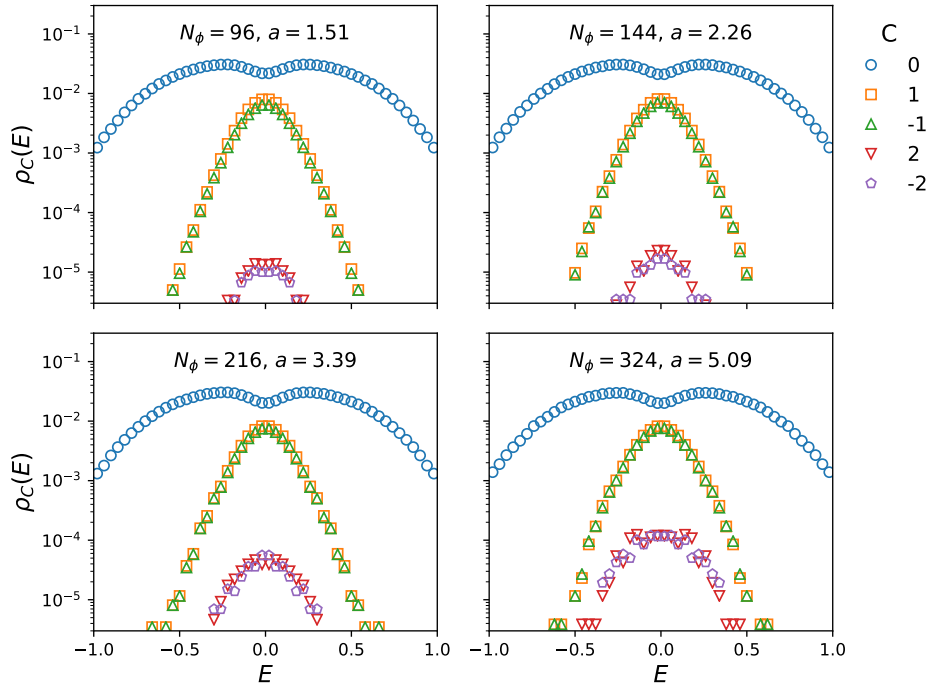 N_ϕ = 96, a = 1.51
N_ϕ = 144, a = 2.26
C
0
1
-1
2
-2
10⁻¹
10⁻²
10⁻³
10⁻⁴
10⁻⁵
ρ_C(E)
N_ϕ = 216, a = 3.39
N_ϕ = 324, a = 5.09
10⁻¹
10⁻²
10⁻³
10⁻⁴
10⁻⁵
ρ_C(E)
−1.0 −0.5 0.0 0.5 1.0
E
−1.0 −0.5 0.0 0.5 1.0
E